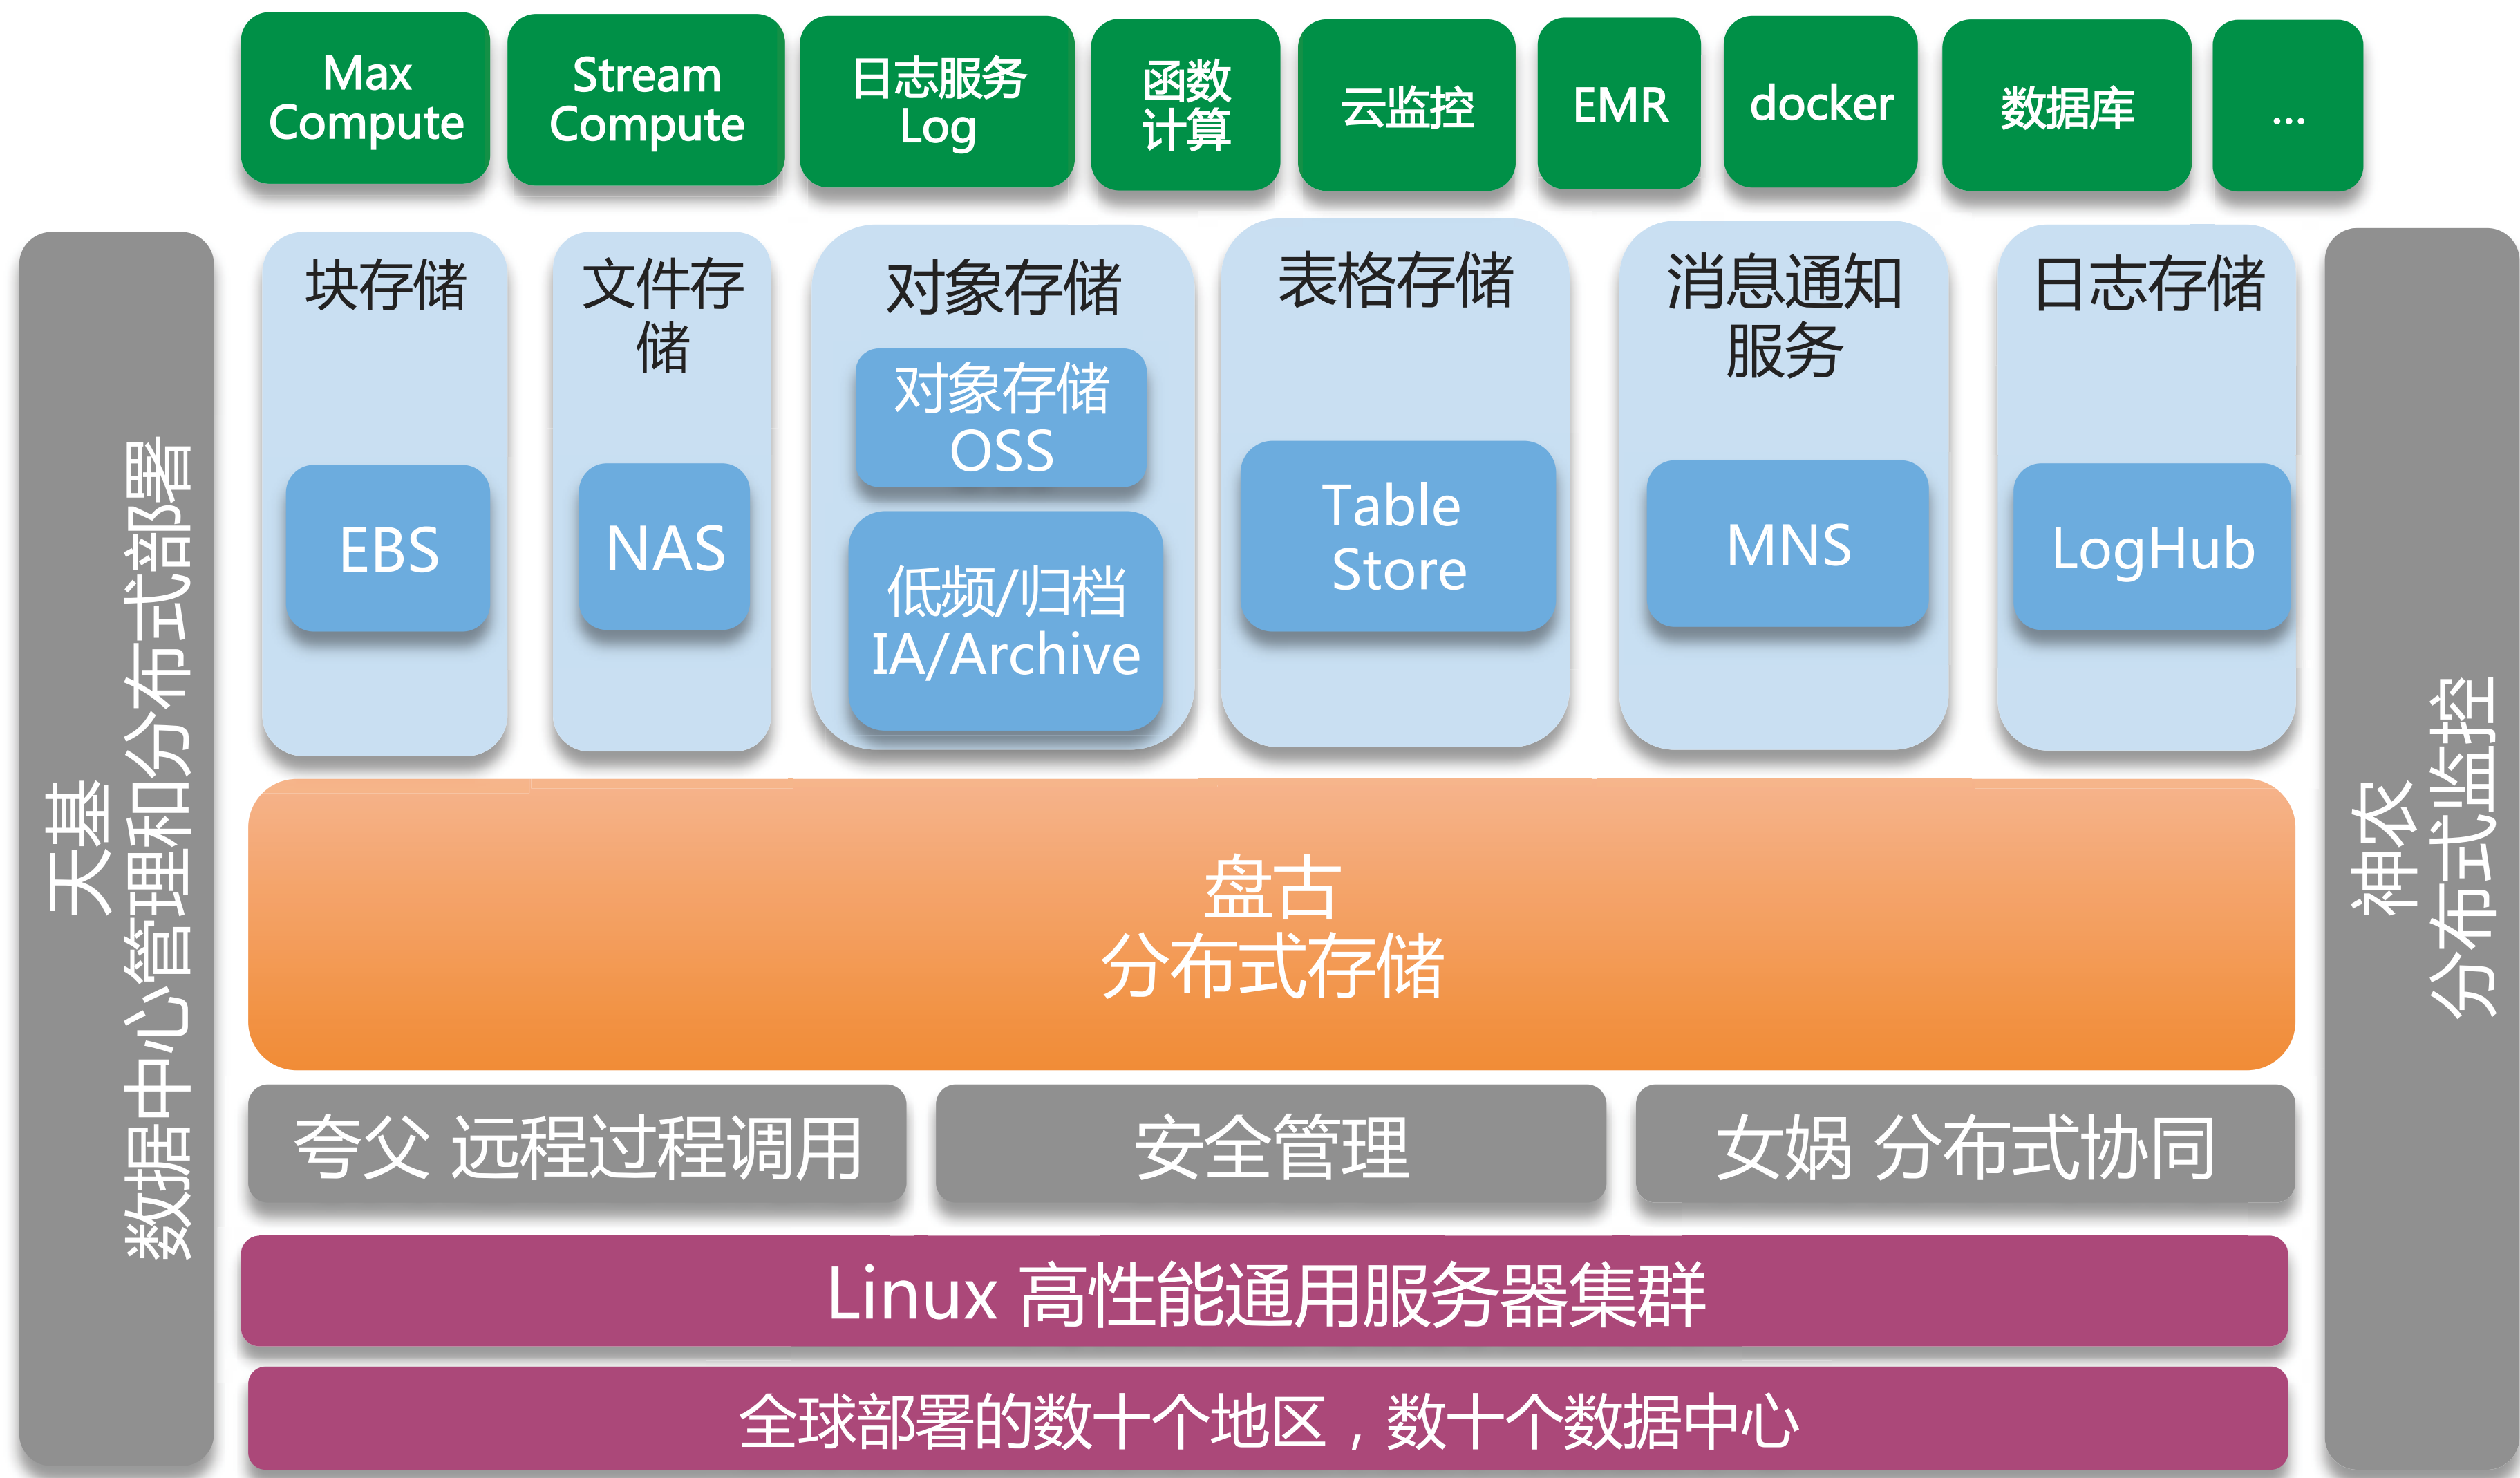 Max
Compute
Stream
Compute
日志服务
Log
函数
计算
云监控
EMR
docker
数据库
...
天基
数据中心管理和分布式部署
块存储
EBS
文件存
储
NAS
对象存储
对象存储
OSS
低频/归档
IA/Archive
表格存储
Table
Store
消息通知
服务
MNS
日志存储
LogHub
神农
分布式监控
盘古
分布式存储
夸父 远程过程调用
安全管理
女娲 分布式协同
Linux 高性能通用服务器集群
全球部署的数十个地区，数十个数据中心